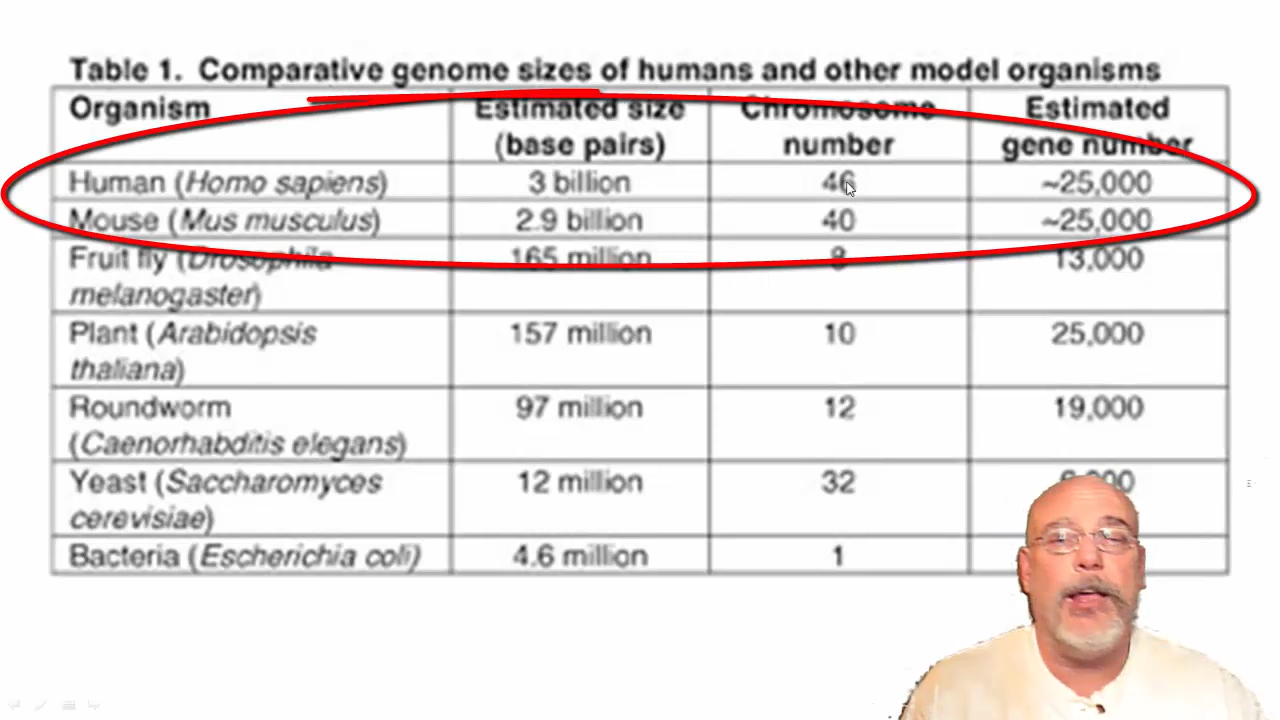 Table 1. Comparative genome sizes of humans and other model organisms
Organism Estimated size (base pairs) Chromosome number Estimated gene number
Human (Homo sapiens) 3 billion 46 ~25,000
Mouse (Mus musculus) 2.9 billion 40 ~25,000
Fruit fly (Drosophila melanogaster) 165 million 8 13,000
Plant (Arabidopsis thaliana) 157 million 10 25,000
Roundworm (Caenorhabditis elegans) 97 million 12 19,000
Yeast (Saccharomyces cerevisiae) 12 million 32
Bacteria (Escherichia coli) 4.6 million 1